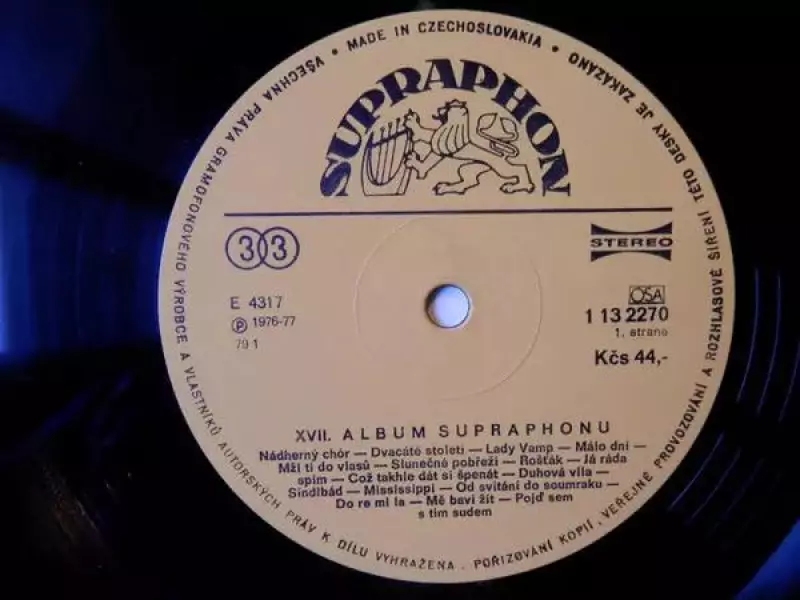 VŠECHNA PRÁVA GRAMOFONOVÉHO VÝROBCE A VLASTNÍKŮ AUTORSKÝCH PRÁV K DÍLU VYHRAŽENA. POŘIZOVÁNÍ KOPIÍ, VEŘEJNÉ PROVOZOVÁNÍ A ROZHLASOVÉ ŠÍŘENÍ TÉTO DESKY JE ZAKÁZÁNO • MADE IN CZECHOSLOVAKIA •
SUPRAPHON
33
STEREO
E 4317
OSA
Ⓟ 1976-77
1 13 2270
79 1
1. strana
Kčs 44,-
XVII. ALBUM SUPRAPHONU
Nádherný chór — Dvacáté století — Lady Vamp — Málo dní —
Mží ti do vlasů — Slunečné pobřeží — Rošťák — Já ráda
spím — Což takhle dát si špenát — Duhová víla —
Sindibád — Mississippi — Od svítání do soumraku —
Do re mi la — Mě baví žít — Pojď sem
s tím sudem